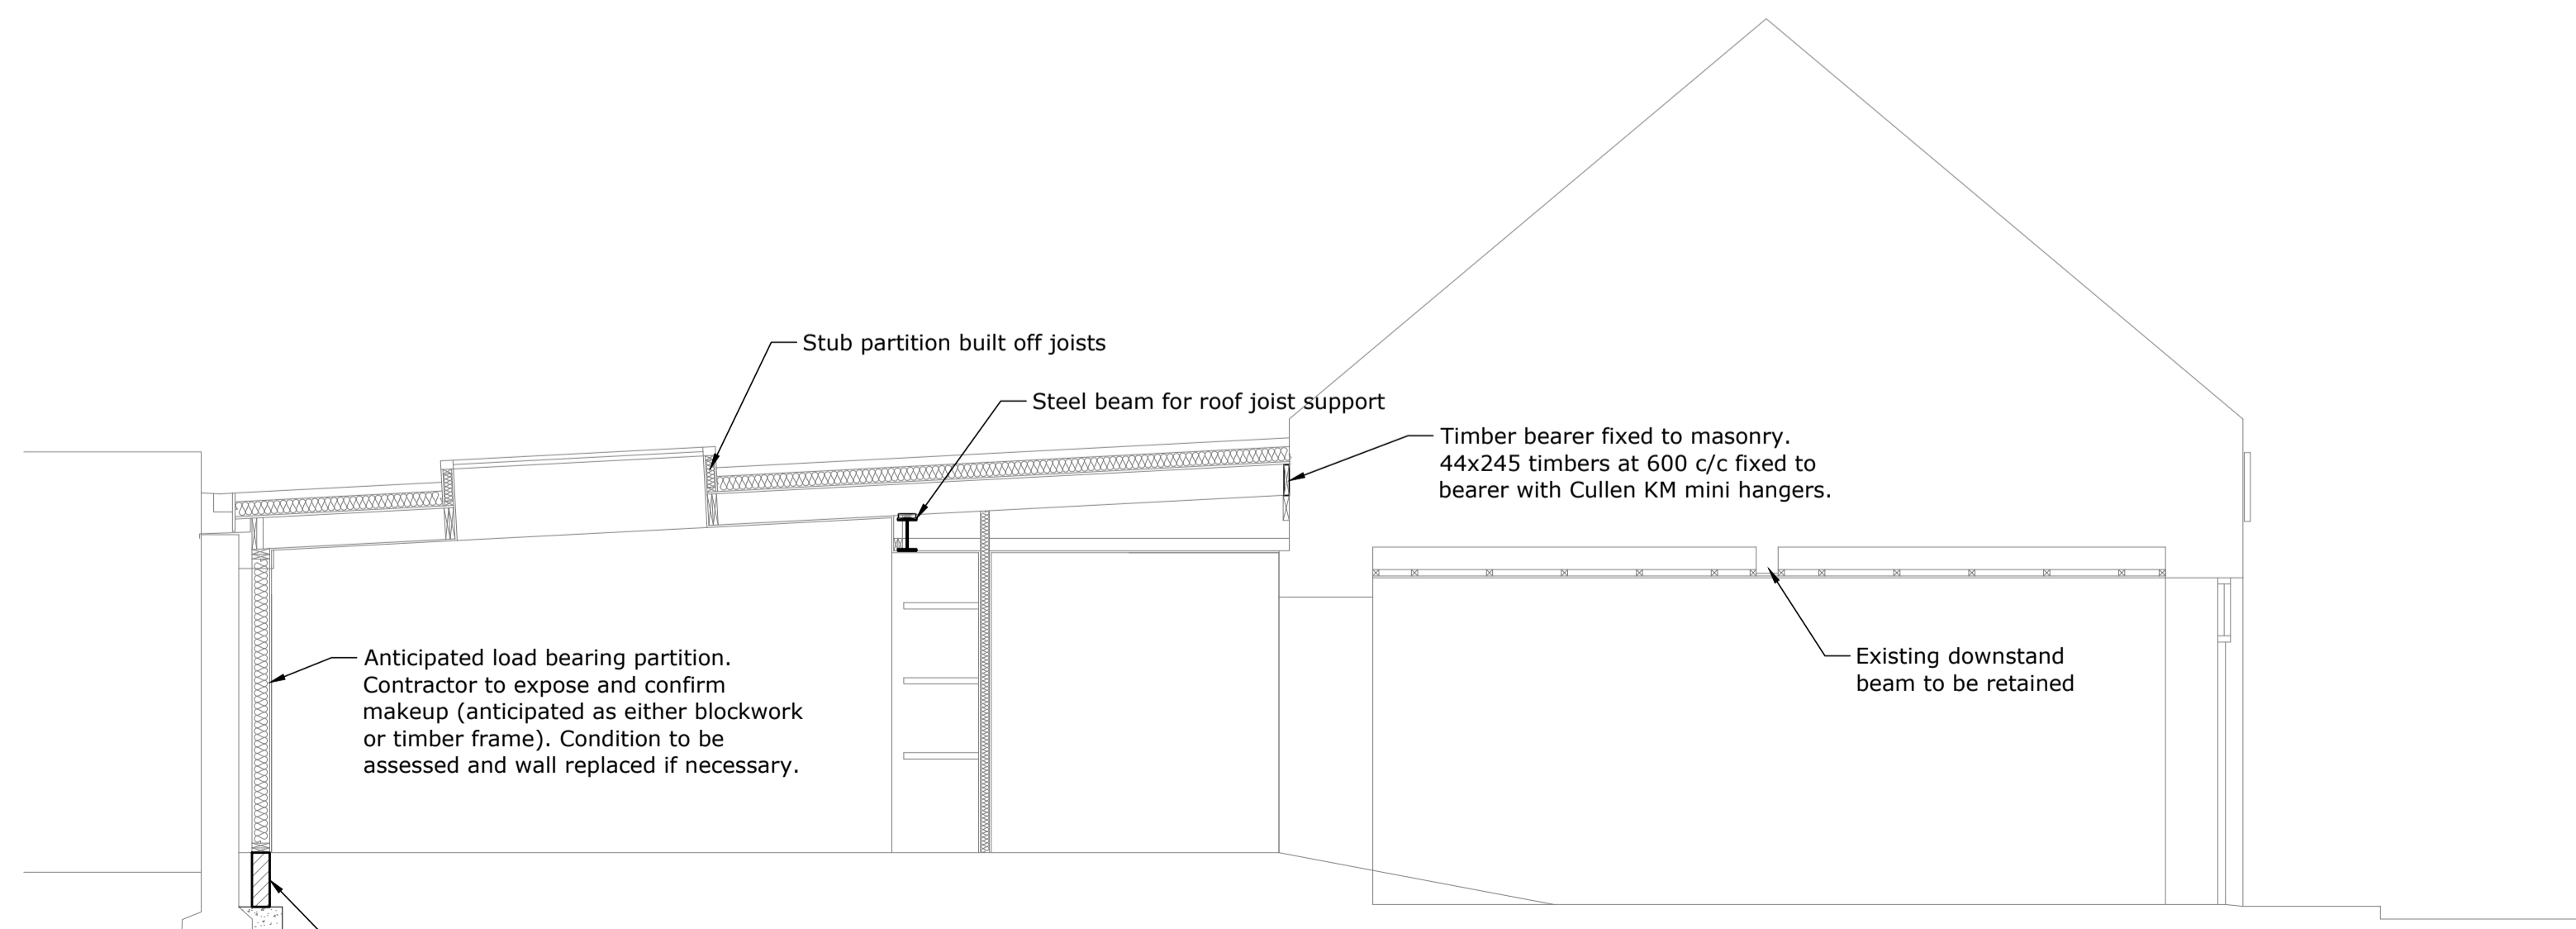 Stub partition built off joists
Steel beam for roof joist support
Timber bearer fixed to masonry.
44x245 timbers at 600 c/c fixed to
bearer with Cullen KM mini hangers.
Anticipated load bearing partition.
Contractor to expose and confirm
makeup (anticipated as either blockwork
or timber frame). Condition to be
assessed and wall replaced if necessary.
Existing downstand
beam to be retained